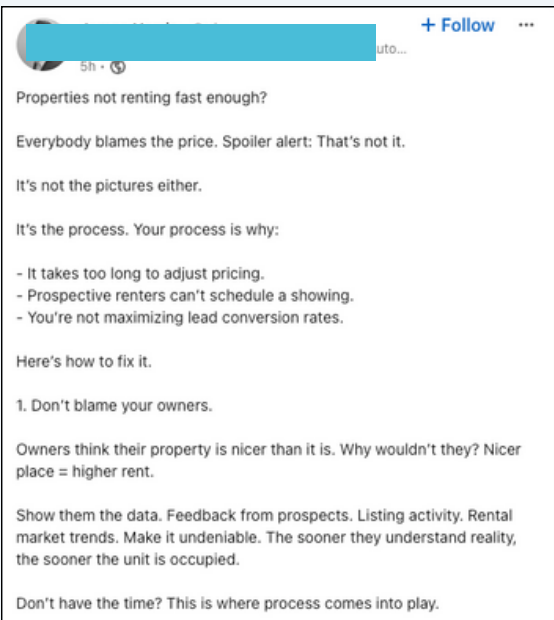 + Follow ...
uto...
5h •
Properties not renting fast enough?
Everybody blames the price. Spoiler alert: That's not it.
It's not the pictures either.
It's the process. Your process is why:
- It takes too long to adjust pricing.
- Prospective renters can't schedule a showing.
- You're not maximizing lead conversion rates.
Here's how to fix it.
1. Don't blame your owners.
Owners think their property is nicer than it is. Why wouldn't they? Nicer
place = higher rent.
Show them the data. Feedback from prospects. Listing activity. Rental
market trends. Make it undeniable. The sooner they understand reality,
the sooner the unit is occupied.
Don't have the time? This is where process comes into play.